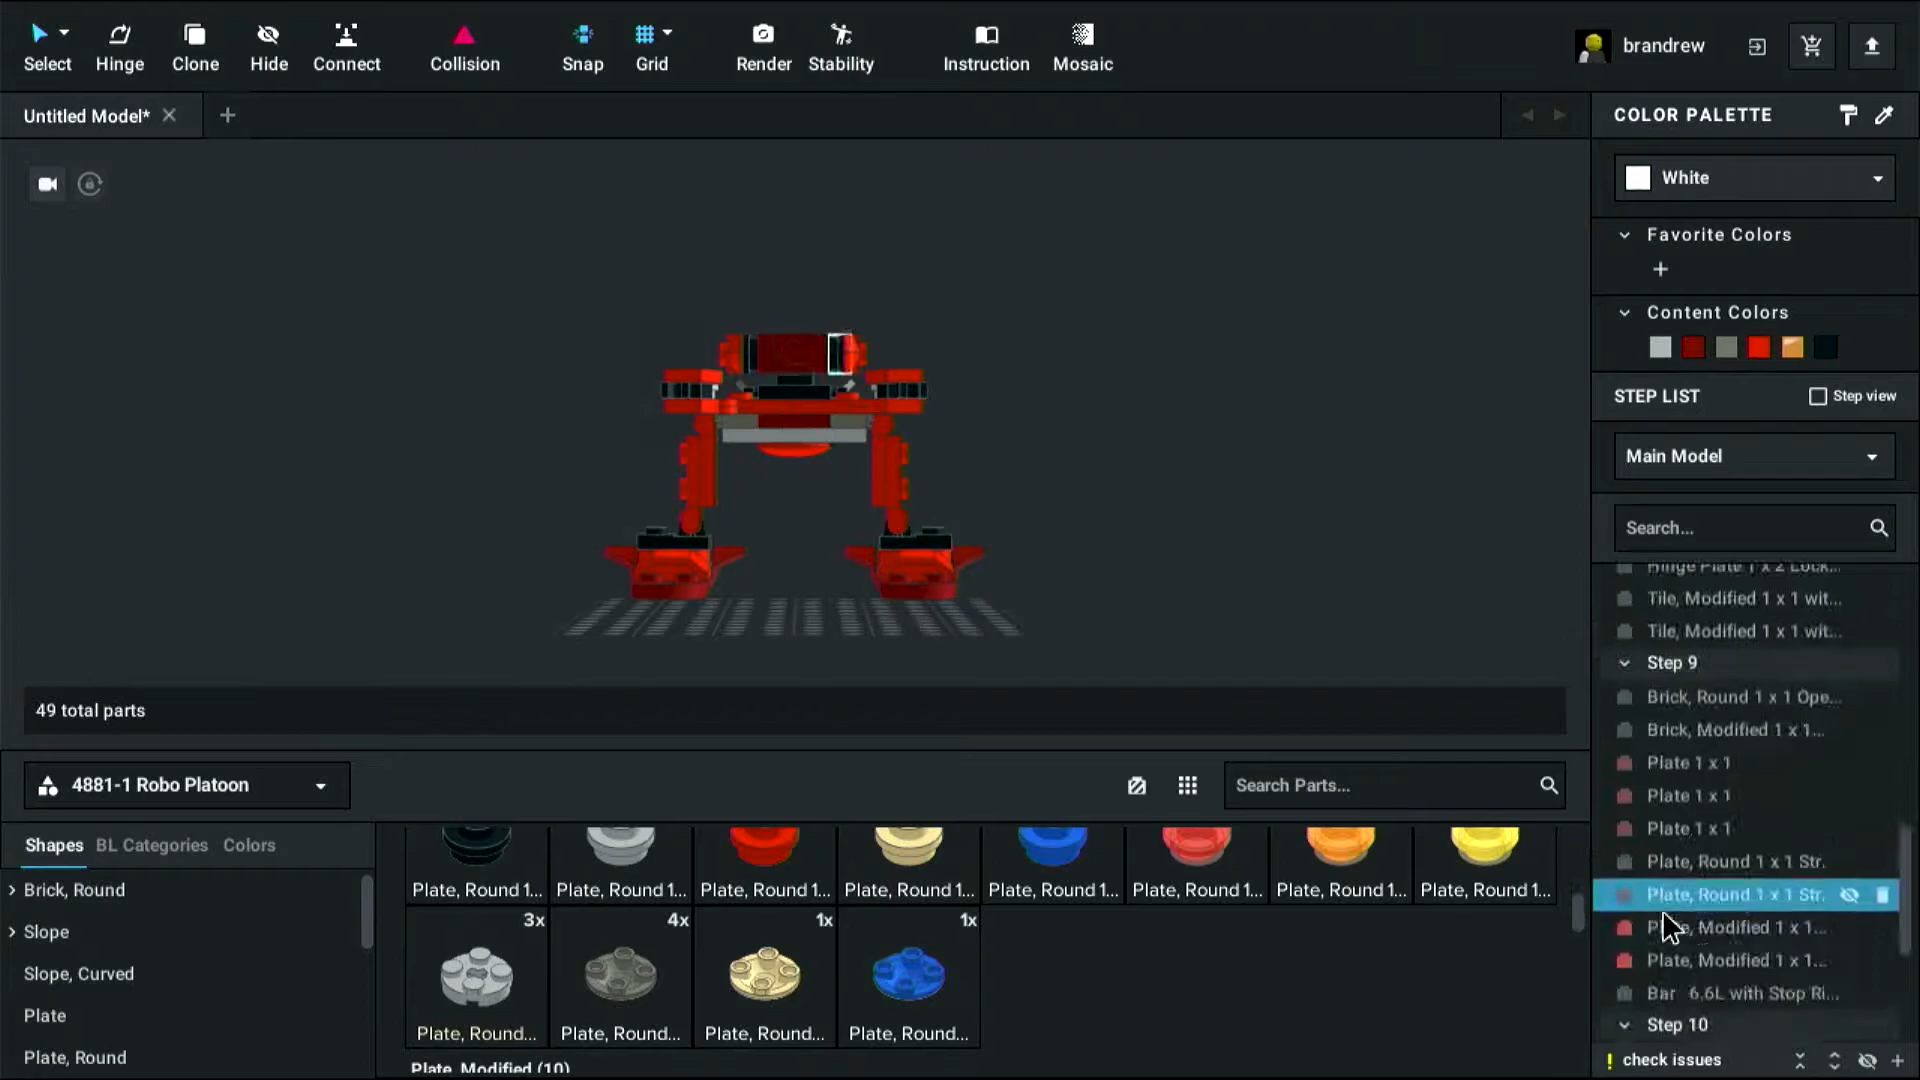 Select
Hinge
Clone
Hide
Connect
Collision
Snap
Grid
Render
Stability
Instruction
Mosaic
brandrew
Untitled Model*
COLOR PALETTE
White
Favorite Colors
Content Colors
STEP LIST
Step view
Main Model
Search...
Hinge Plate 1 x 2 Lock...
Tile, Modified 1 x 1 wit...
Tile, Modified 1 x 1 wit...
Step 9
Brick, Round 1 x 1 Ope...
Brick, Modified 1 x 1...
Plate 1 x 1
Plate 1 x 1
Plate 1 x 1
Plate, Round 1 x 1 Str.
Plate, Round 1 x 1 Str.
Plate, Modified 1 x 1...
Plate, Modified 1 x 1...
Bar 6.6L with Stop Ri...
Step 10
check issues
49 total parts
4881-1 Robo Platoon
Search Parts...
Shapes
BL Categories
Colors
Brick, Round
Slope
Slope, Curved
Plate
Plate, Round
Plate, Round 1...
Plate, Round 1...
Plate, Round 1...
Plate, Round 1...
Plate, Round 1...
Plate, Round 1...
Plate, Round 1...
Plate, Round 1...
3x
4x
1x
1x
Plate, Round...
Plate, Round...
Plate, Round...
Plate, Round...
Plate, Modified (10)